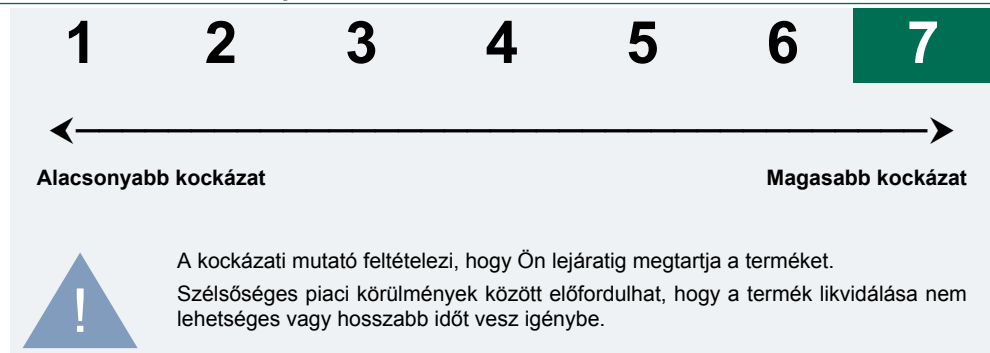 1 2 3 4 5 6 7
Alacsonyabb kockázat Magasabb kockázat
A kockázati mutató feltételezi, hogy Ön lejáratig megtartja a terméket.
Szélsőséges piaci körülmények között előfordulhat, hogy a termék likvidálása nem
lehetséges vagy hosszabb időt vesz igénybe.
!